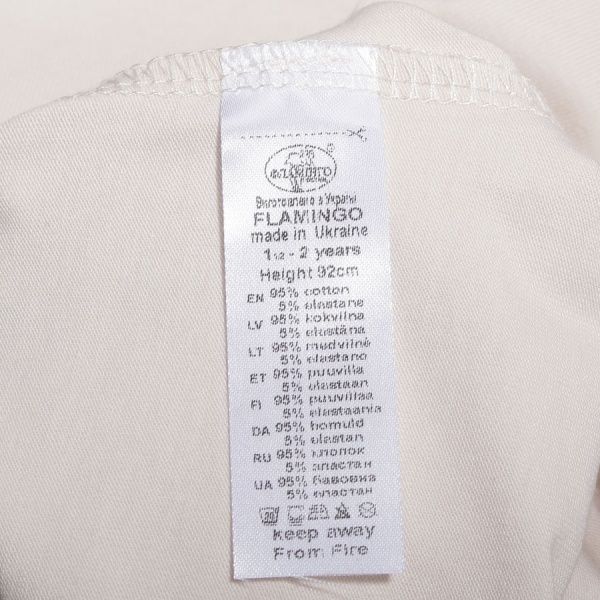 FLAMINGO
Виготовлено з Україні
FLAMINGO
made in Ukraine
1 1/2 - 2 years
Height 92cm
EN 95% cotton
5% elastane
LV 95% kokvilna
5% elastāna
LT 95% medvilnė
5% elastano
ET 95% puuvilla
5% elastaan
FI 95% puuvillaa
5% elastaania
DA 95% bomuld
5% elastan
RU 95% хлопок
5% эластан
UA 95% бавовна
5% еластан
keep away
From Fire